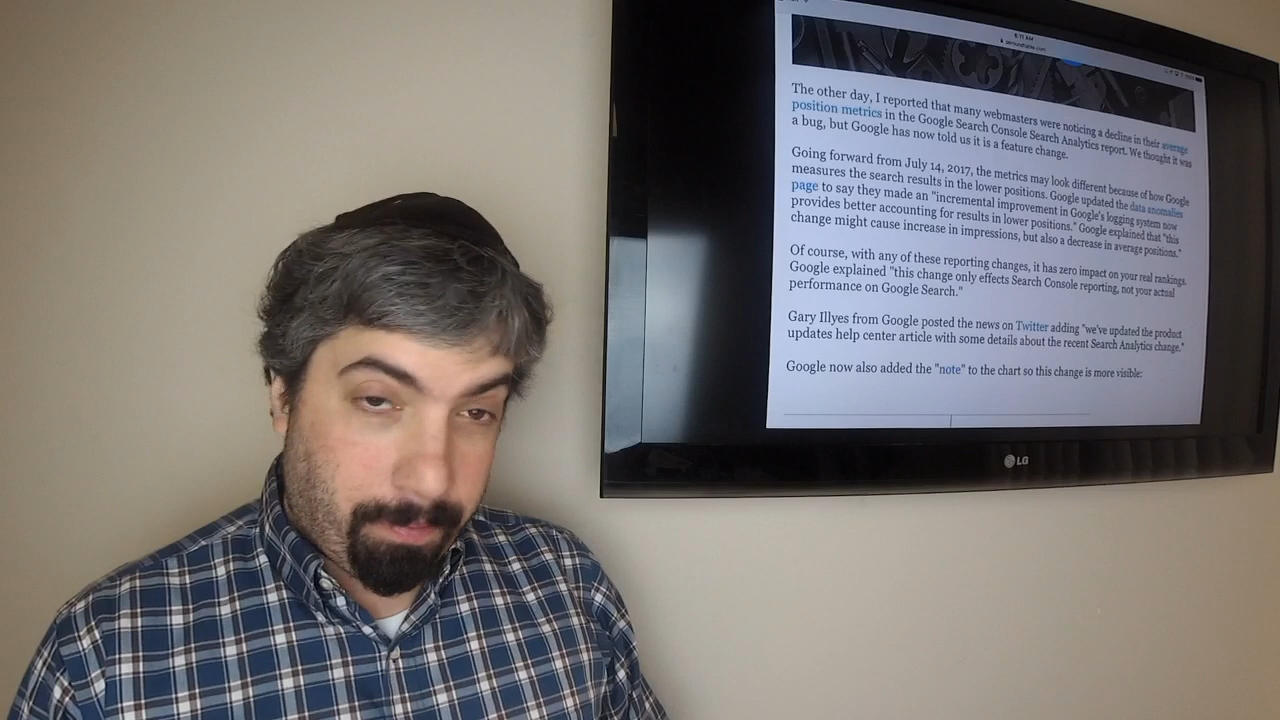 6:11 AM
seroundtable.com
The other day, I reported that many webmasters were noticing a decline in their average
position metrics in the Google Search Console Search Analytics report. We thought it was
a bug, but Google has now told us it is a feature change.
Going forward from July 14, 2017, the metrics may look different because of how Google
measures the search results in the lower positions. Google updated the data anomalies
page to say they made an "incremental improvement in Google's logging system now
provides better accounting for results in lower positions." Google explained that "this
change might cause increase in impressions, but also a decrease in average positions."
Of course, with any of these reporting changes, it has zero impact on your real rankings.
Google explained "this change only effects Search Console reporting, not your actual
performance on Google Search."
Gary Illyes from Google posted the news on Twitter adding "we've updated the product
updates help center article with some details about the recent Search Analytics change."
Google now also added the "note" to the chart so this change is more visible:
LG